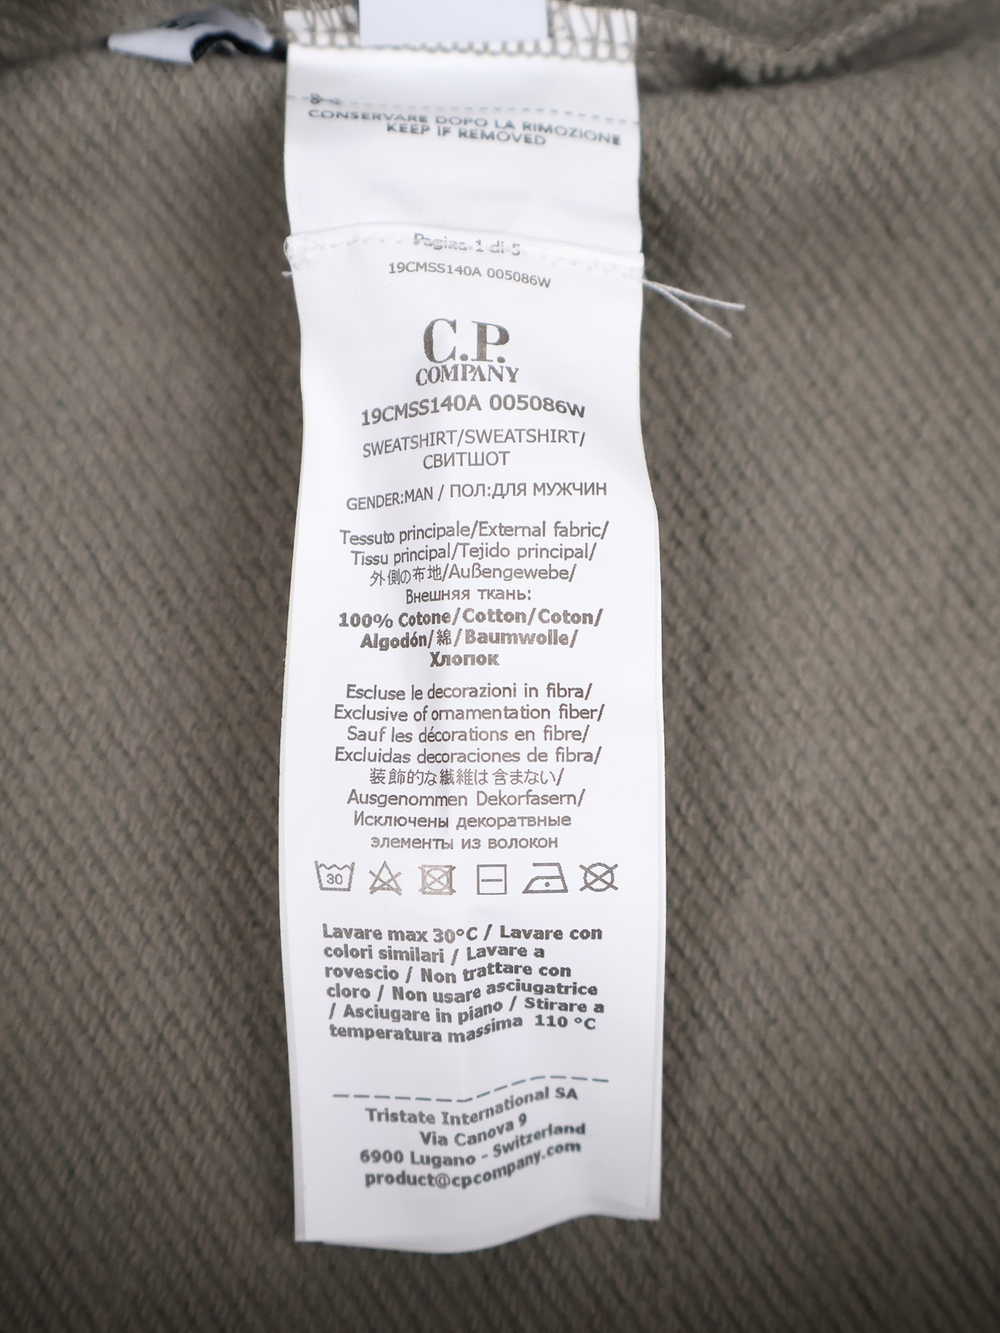 CONSERVARE DOPO LA RIMOZIONE
KEEP IF REMOVED
Pagina 1 di 5
19CMSS140A 005086W
C.P.
COMPANY
19CMSS140A 005086W
SWEATSHIRT/SWEATSHIRT/
СВИТШОТ
GENDER:MAN / ПОЛ:ДЛЯ МУЖЧИН
Tessuto principale/External fabric/
Tissu principal/Tejido principal/
外側の布地/Außengewebe/
Внешняя ткань:
100% Cotone/Cotton/Coton/
Algodón/綿/Baumwolle/
Хлопок
Escluse le decorazioni in fibra/
Exclusive of ornamentation fiber/
Sauf les décorations en fibre/
Excluidas decoraciones de fibra/
装飾的な繊維は含まない/
Ausgenommen Dekorfasern/
Исключены декоратвные
элементы из волокон
30
Lavare max 30°C / Lavare con
colori similari / Lavare a
rovescio / Non trattare con
cloro / Non usare asciugatrice
/ Asciugare in piano / Stirare a
temperatura massima 110 °C
Tristate International SA
Via Canova 9
6900 Lugano - Switzerland
product@cpcompany.com